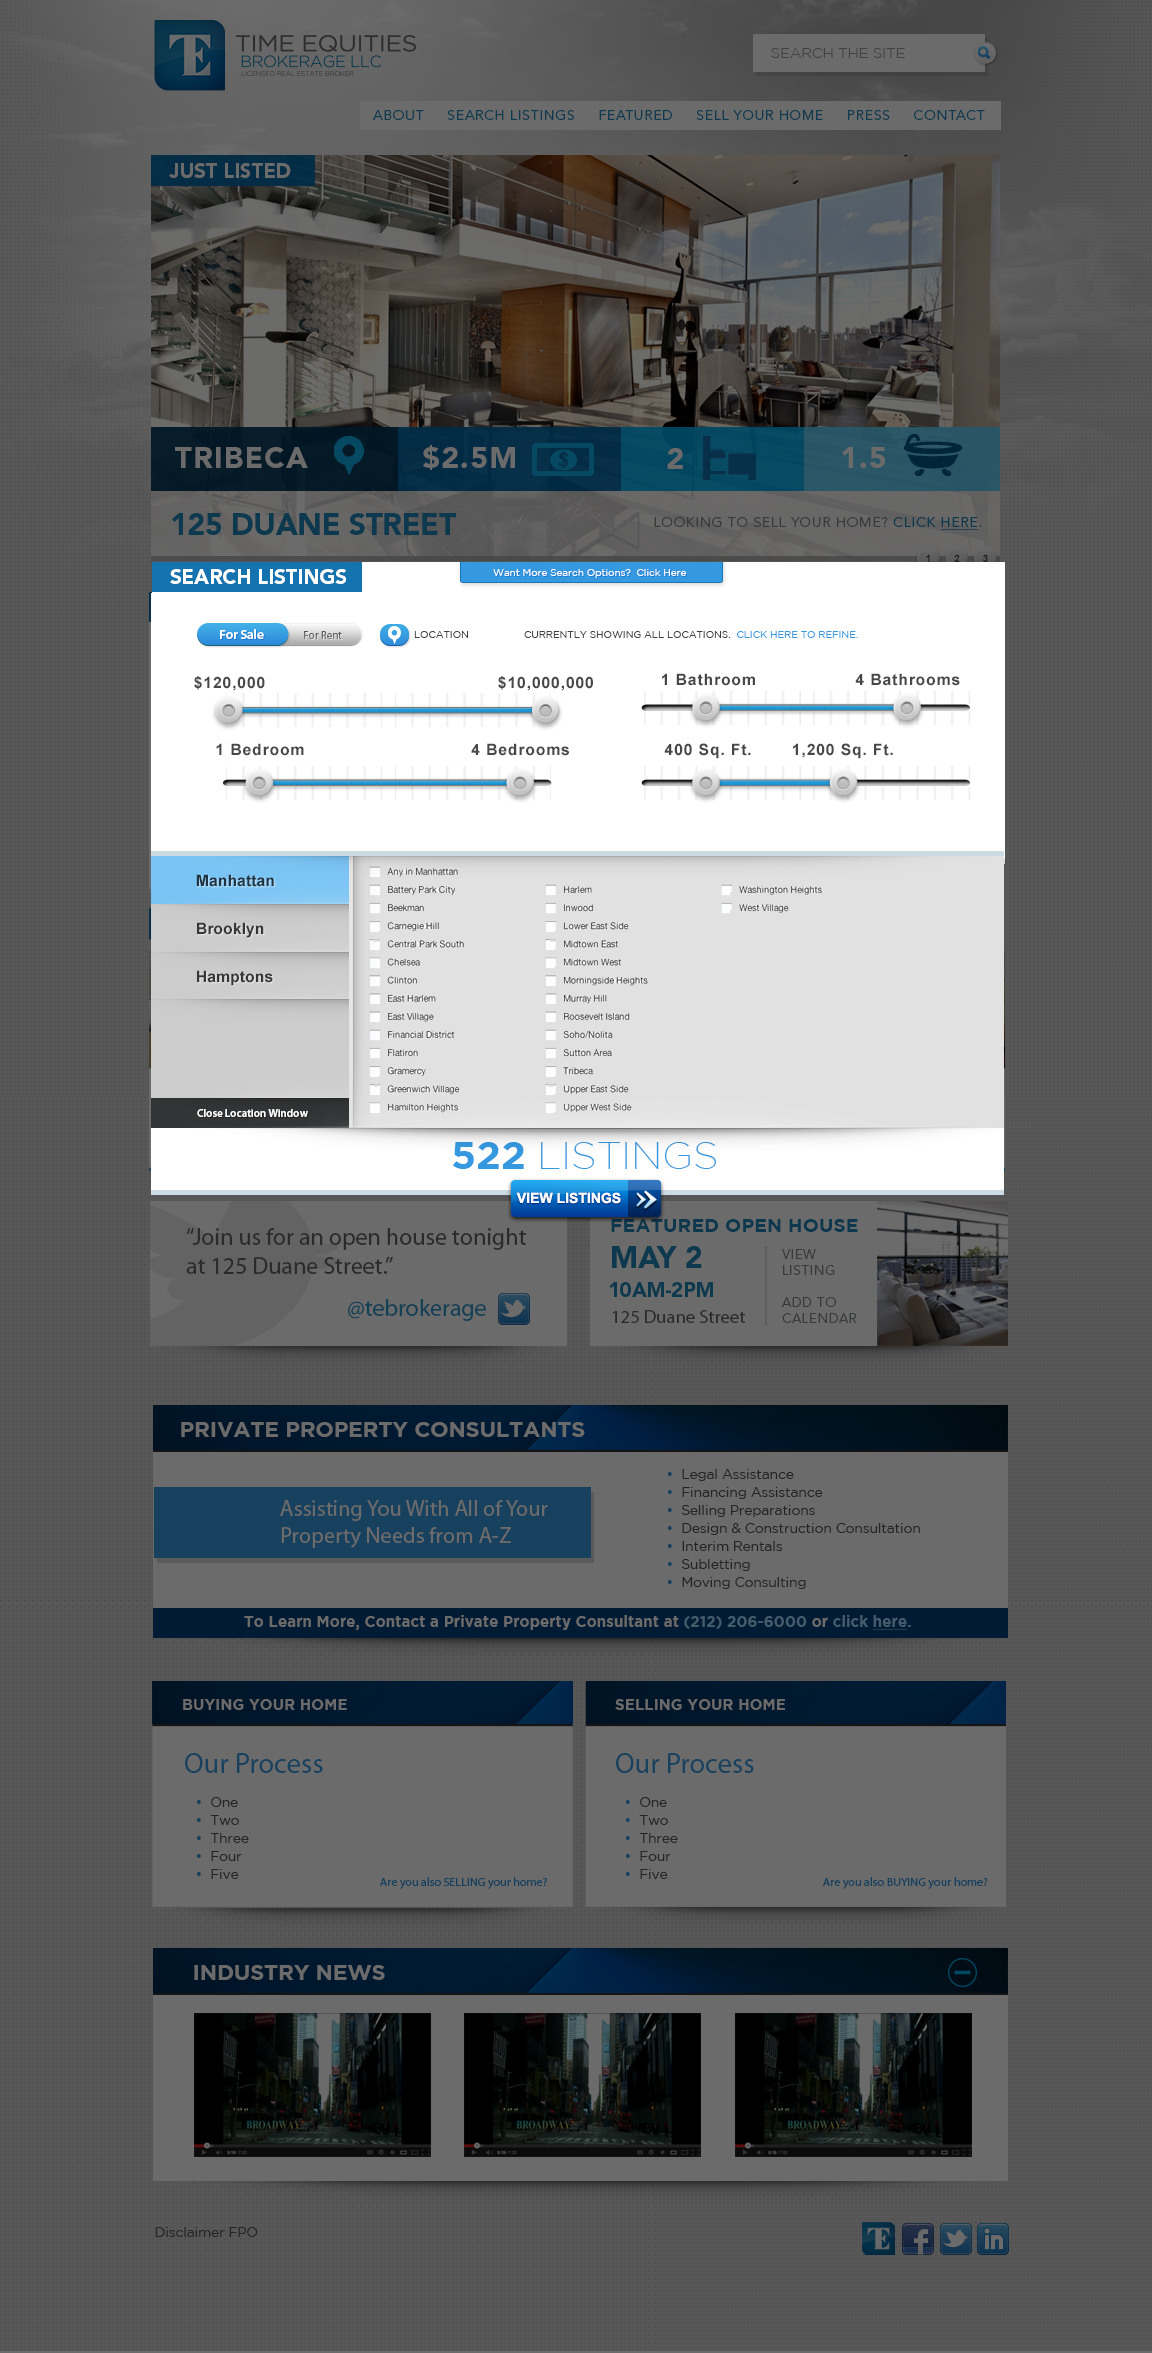 TIME EQUITIES
BROKERAGE LLC
LICENSED REAL ESTATE BROKER
SEARCH THE SITE
ABOUT SEARCH LISTINGS FEATURED SELL YOUR HOME PRESS CONTACT
JUST LISTED
TRIBECA $2.5M 2 1.5
125 DUANE STREET
LOOKING TO SELL YOUR HOME? CLICK HERE.
1 2 3
SEARCH LISTINGS
Want More Search Options? Click Here
For Sale For Rent LOCATION CURRENTLY SHOWING ALL LOCATIONS. CLICK HERE TO REFINE.
$120,000 $10,000,000 1 Bathroom 4 Bathrooms
1 Bedroom 4 Bedrooms 400 Sq. Ft. 1,200 Sq. Ft.
Manhattan
Brooklyn
Hamptons
Close Location Window
Any in Manhattan
Battery Park City
Beekman
Carnegie Hill
Central Park South
Chelsea
Clinton
East Harlem
East Village
Financial District
Flatiron
Gramercy
Greenwich Village
Hamilton Heights
Harlem
Inwood
Lower East Side
Midtown East
Midtown West
Morningside Heights
Murray Hill
Roosevelt Island
Soho/Nolita
Sutton Area
Tribeca
Upper East Side
Upper West Side
Washington Heights
West Village
522 LISTINGS
VIEW LISTINGS
“Join us for an open house tonight
at 125 Duane Street.”
@tebrokerage
FEATURED OPEN HOUSE
MAY 2
10AM-2PM
125 Duane Street
VIEW
LISTING
ADD TO
CALENDAR
PRIVATE PROPERTY CONSULTANTS
Assisting You With All of Your
Property Needs from A-Z
• Legal Assistance
• Financing Assistance
• Selling Preparations
• Design & Construction Consultation
• Interim Rentals
• Subletting
• Moving Consulting
To Learn More, Contact a Private Property Consultant at (212) 206-6000 or click here.
BUYING YOUR HOME
Our Process
• One
• Two
• Three
• Four
• Five
Are you also SELLING your home?
SELLING YOUR HOME
Our Process
• One
• Two
• Three
• Four
• Five
Are you also BUYING your home?
INDUSTRY NEWS
BROADWAY
BROADWAY
BROADWAY
Disclaimer FPO